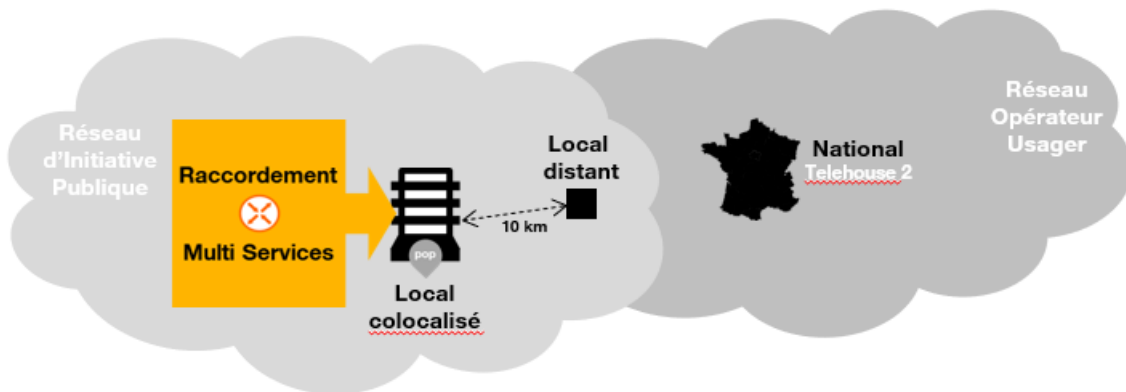 Réseau
d'Initiative
Publique
Raccordement
Multi Services
pop
Local
colocalisé
10 km
Local
distant
National
Telehouse 2
Réseau
Opérateur
Usager